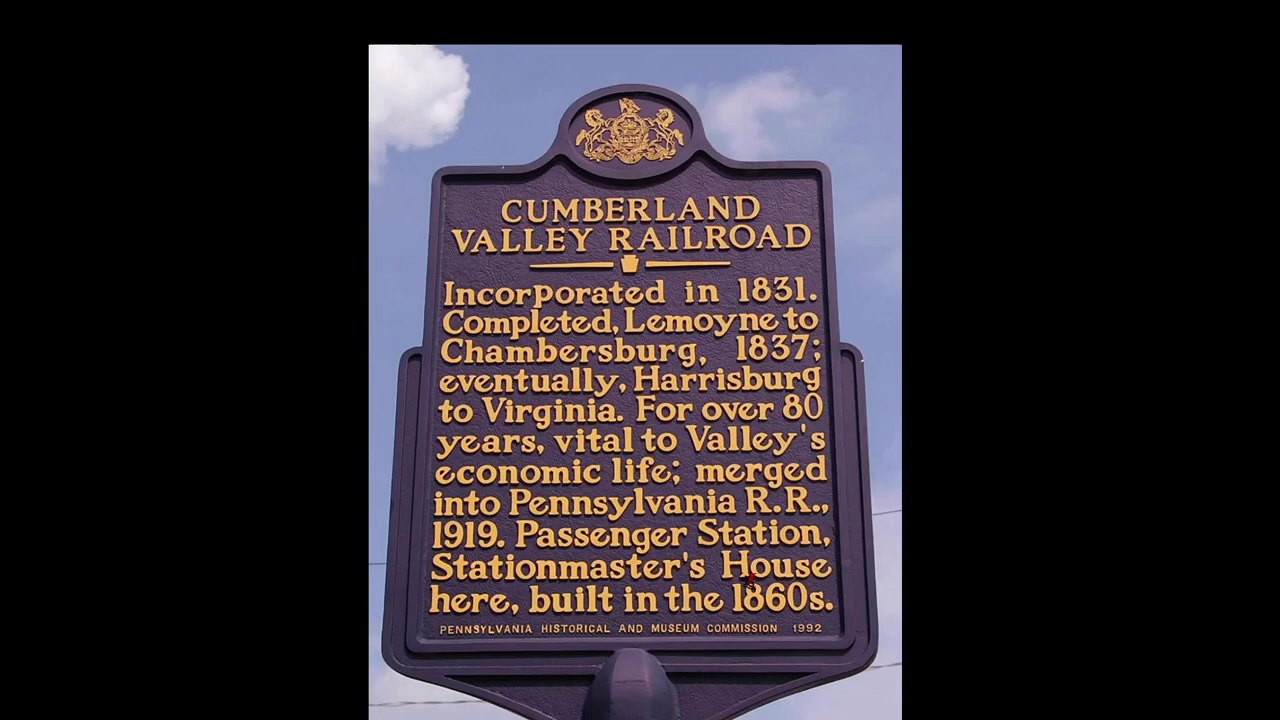 CUMBERLAND
VALLEY RAILROAD
Incorporated in 1831.
Completed, Lemoyne to
Chambersburg, 1837;
eventually, Harrisburg
to Virginia. For over 80
years, vital to Valley's
economic life; merged
into Pennsylvania R.R.,
1919. Passenger Station,
Stationmaster's House
here, built in the 1860s.
PENNSYLVANIA HISTORICAL AND MUSEUM COMMISSION 1992